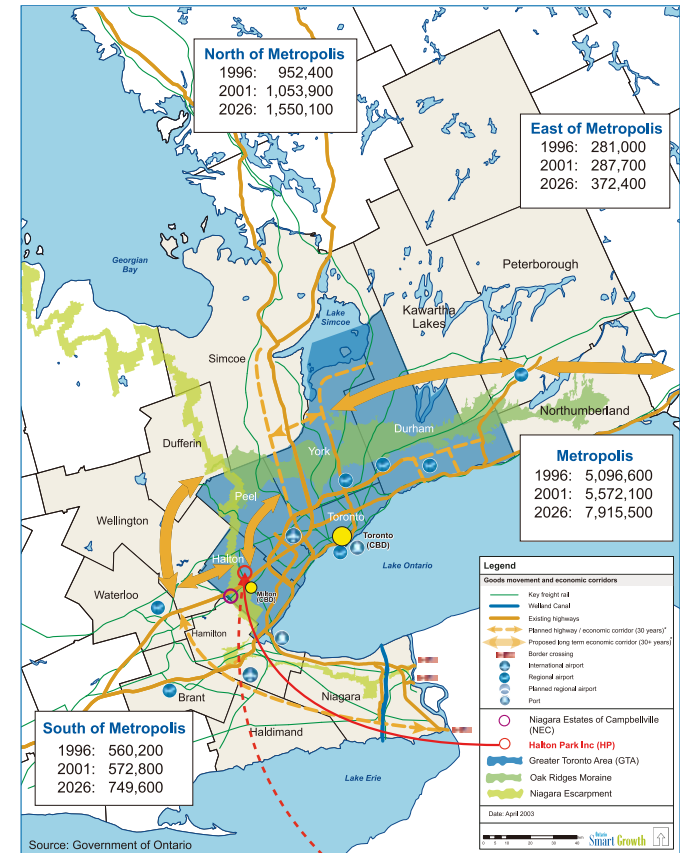 North of Metropolis
1996: 952,400
2001: 1,053,900
2026: 1,550,100
East of Metropolis
1996: 281,000
2001: 287,700
2026: 372,400
Georgian
Bay
Peterborough
Lake
Simcoe
Kawartha
Lakes
Simcoe
Northumberland
Dufferin
Durham
York
Metropolis
1996: 5,096,600
2001: 5,572,100
2026: 7,915,500
Peel
Wellington
Toronto
Toronto
(CBD)
Halton
Lake Ontario
Waterloo
Milton
(CBD)
Hamilton
Brant
Niagara
Haldimand
Lake Erie
South of Metropolis
1996: 560,200
2001: 572,800
2026: 749,600
Legend
Goods movement and economic corridors
Key freight rail
Welland Canal
Existing highways
Planned highway / economic corridor (30 years)*
Proposed long term economic corridor (30+ years)
Border crossing
International airport
Regional airport
Planned regional airport
Port
Niagara Estates of Campbellville
(NEC)
Halton Park Inc (HP)
Greater Toronto Area (GTA)
Oak Ridges Moraine
Niagara Escarpment
Date: April 2003
0 5 10 20 30 40
Ontario
Smart Growth
Source: Government of Ontario